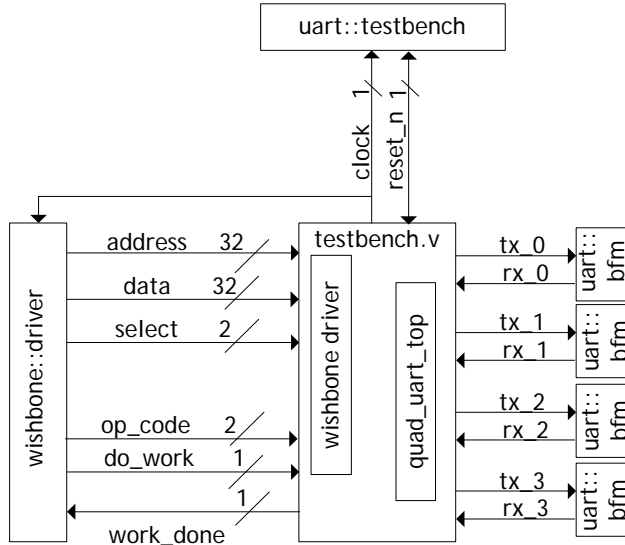 uart::testbench
clock
1
reset_n
1
wishbone::driver
address 32
data 32
select 2
op_code 2
do_work 1
1
work_done
testbench.v
wishbone driver
quad_uart_top
tx_0
rx_0
uart::
bfm
tx_1
rx_1
uart::
bfm
tx_2
rx_2
uart::
bfm
tx_3
rx_3
uart::
bfm